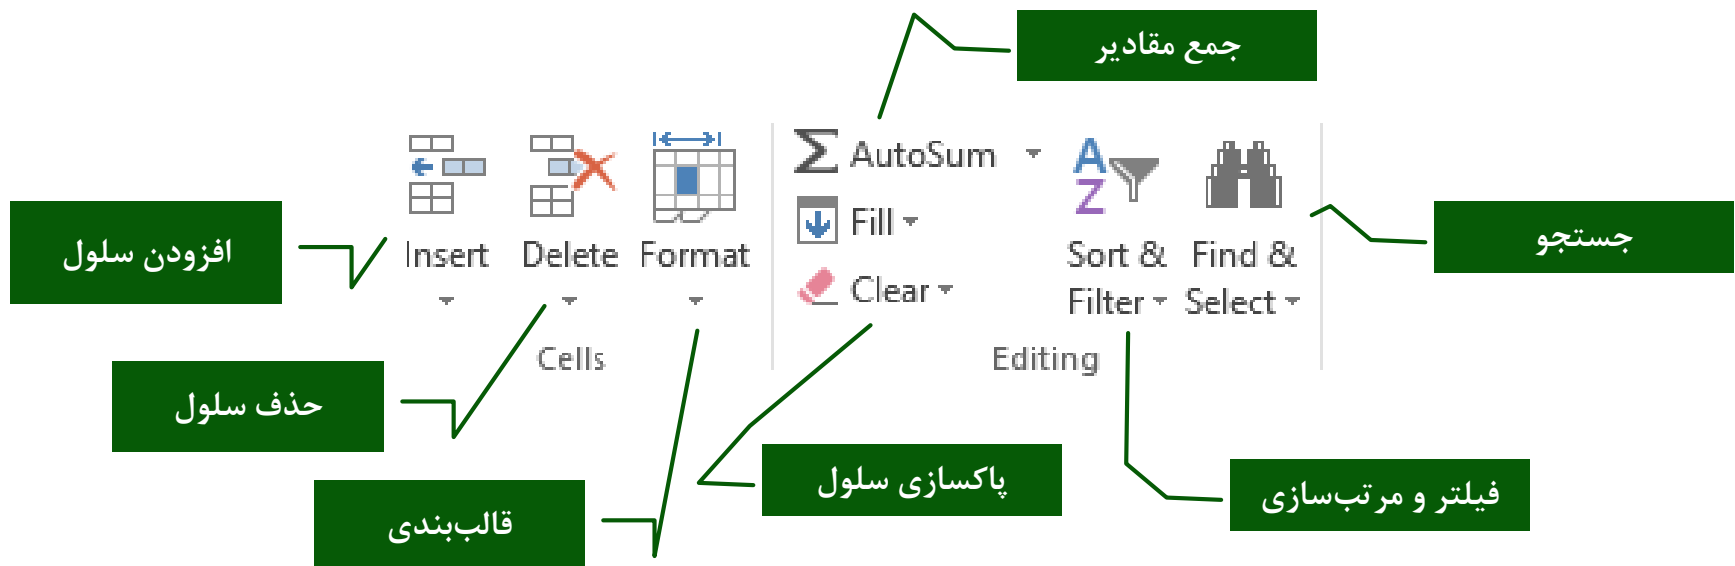 جمع مقادیر
AutoSum
Fill
Clear
Insert
Delete
Format
Sort &
Filter
Find &
Select
Cells
Editing
افزودن سلول
جستجو
حذف سلول
پاکسازی سلول
فیلتر و مرتب‌سازی
قالب‌بندی